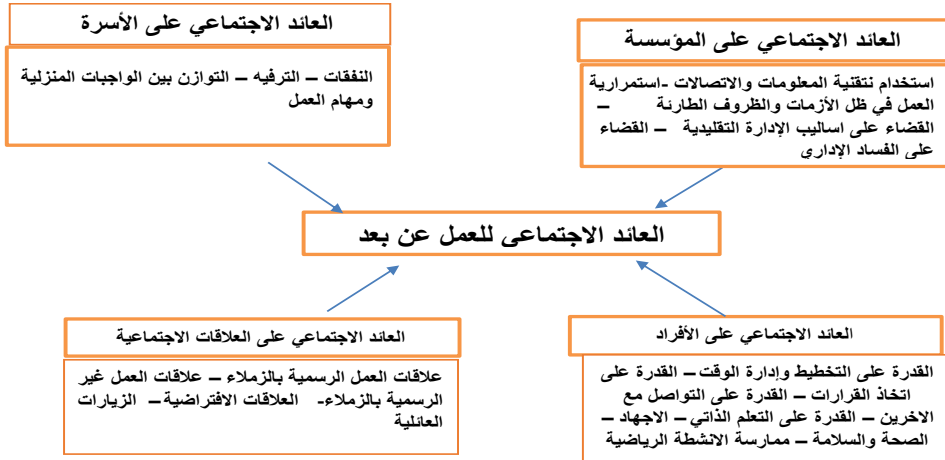 العائد الاجتماعي على المؤسسة
استخدام نتقنية المعلومات والاتصالات -استمرارية
العمل في ظل الأزمات والظروف الطارئة –
القضاء على اساليب الإدارة التقليدية – القضاء
على الفساد الإداري
العائد الاجتماعي على الأسرة
النفقات – الترفيه – التوازن بين الواجبات المنزلية
ومهام العمل
العائد الاجتماعى للعمل عن بعد
العائد الاجتماعي على الأفراد
القدرة على التخطيط وإدارة الوقت – القدرة على
اتخاذ القرارات – القدرة على التواصل مع
الاخرين – القدرة على التعلم الذاتي – الاجهاد –
الصحة والسلامة – ممارسة الانشطة الرياضية
العائد الاجتماعي على العلاقات الاجتماعية
علاقات العمل الرسمية بالزملاء – علاقات العمل غير
الرسمية بالزملاء- العلاقات الافتراضية – الزيارات
العائلية